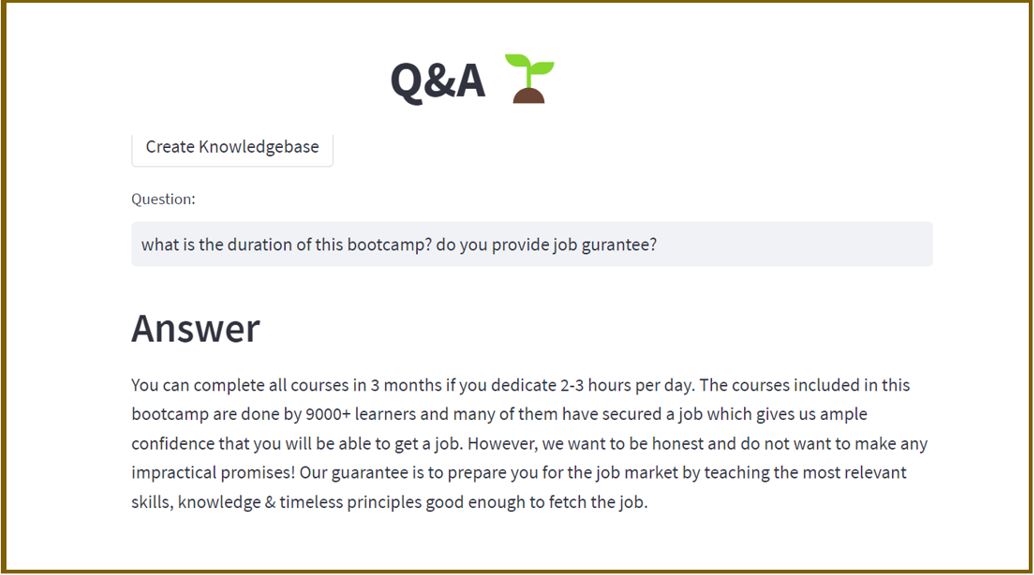 Q&A
Create Knowledgebase
Question:
what is the duration of this bootcamp? do you provide job gurantee?
Answer
You can complete all courses in 3 months if you dedicate 2-3 hours per day. The courses included in this
bootcamp are done by 9000+ learners and many of them have secured a job which gives us ample
confidence that you will be able to get a job. However, we want to be honest and do not want to make any
impractical promises! Our guarantee is to prepare you for the job market by teaching the most relevant
skills, knowledge & timeless principles good enough to fetch the job.